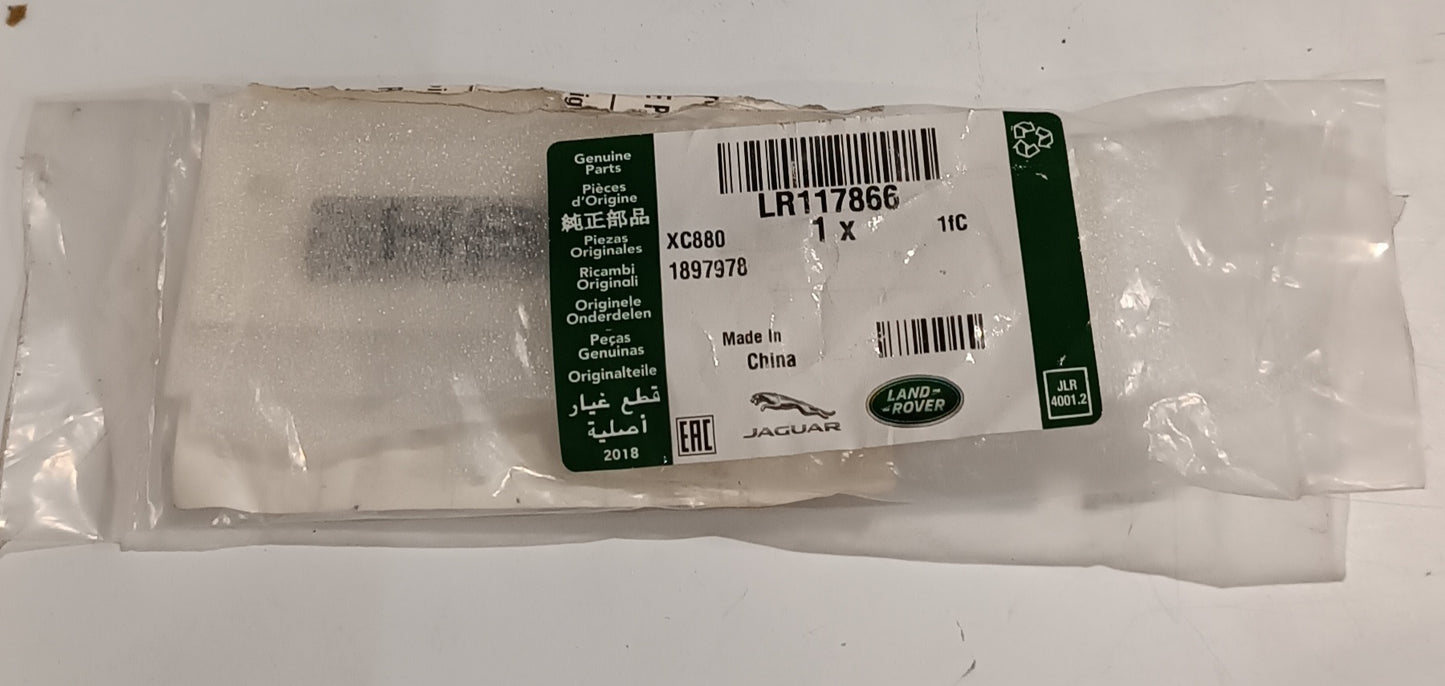 Genuine
Parts
Pièces
d'Origine
純正部品
Piezas
Originales
Ricambi
Originali
Originele
Onderdelen
Peças
Genuinas
Originalteile
قطع غيار
أصلية
2018
LR117866
1 x
1fC
XC880
1897978
Made In
China
EAC
JAGUAR
LAND-
-ROVER
JLR
4001.2